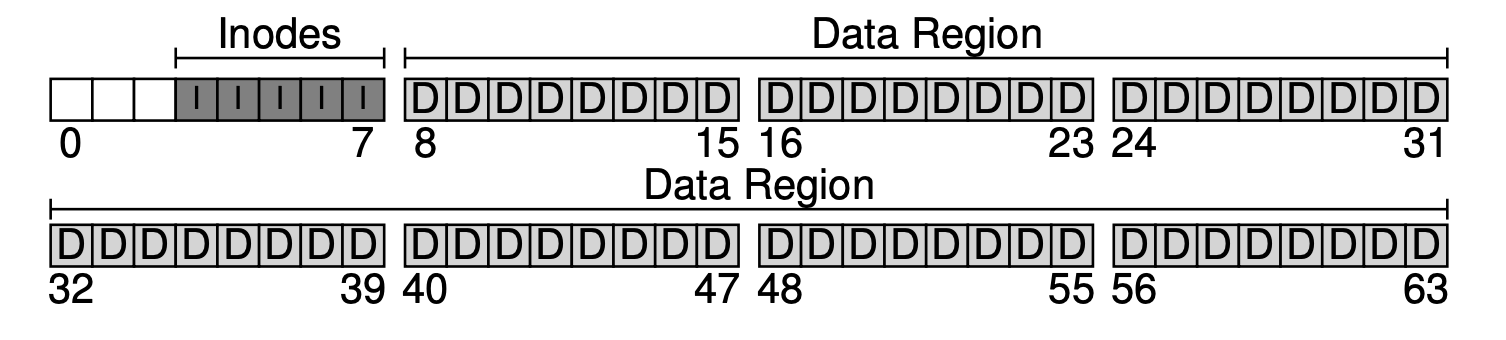 Inodes Data Region
I I I I I D D D D D D D D D D D D D D D D D D D D D D D D
0 7 8 15 16 23 24 31
Data Region
D D D D D D D D D D D D D D D D D D D D D D D D D D D D D D D D
32 39 40 47 48 55 56 63